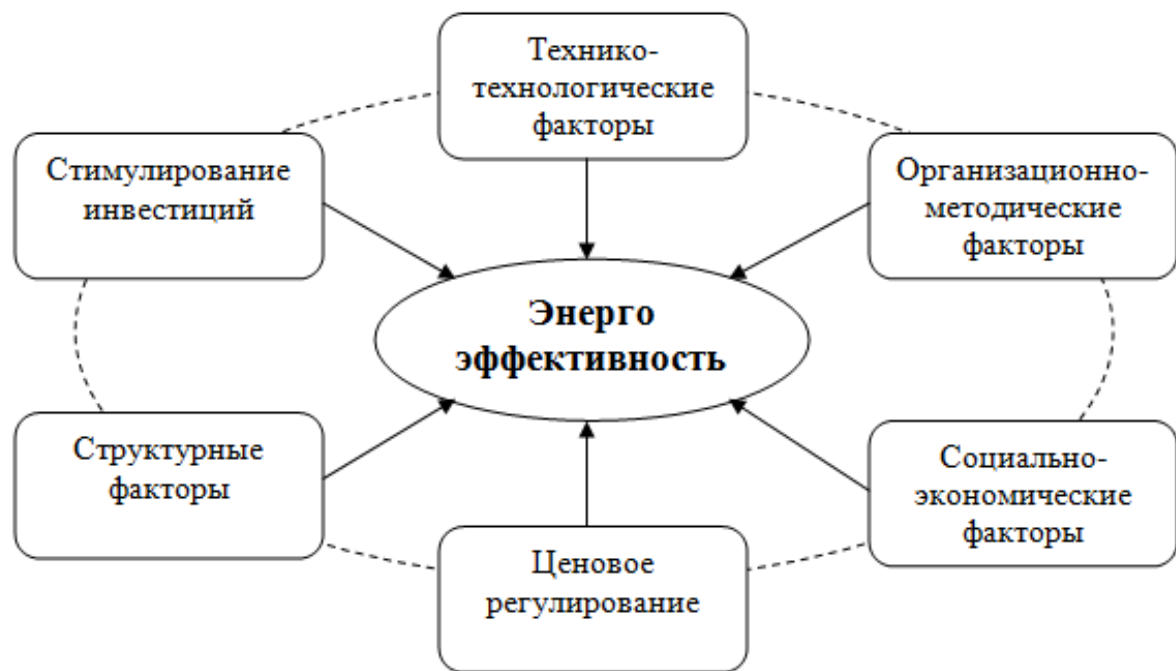 Технико-
технологические
факторы
Стимулирование
инвестиций
Организационно-
методические
факторы
Энерго
эффективность
Структурные
факторы
Социально-
экономические
факторы
Ценовое
регулирование